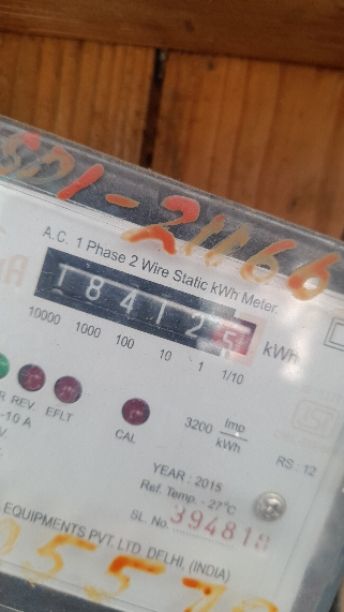 SD1-21166
A.C. 1 Phase 2 Wire Static kWh Meter
184125 kWh
10000 1000 100 10 1 1/10
REV. EFLT CAL
3200 Imp/kWh
-10 A
RS : 12
YEAR : 2015
Ref. Temp. - 27°C
SL. No. 394818
EQUIPMENTS PVT. LTD. DELHI, (INDIA)